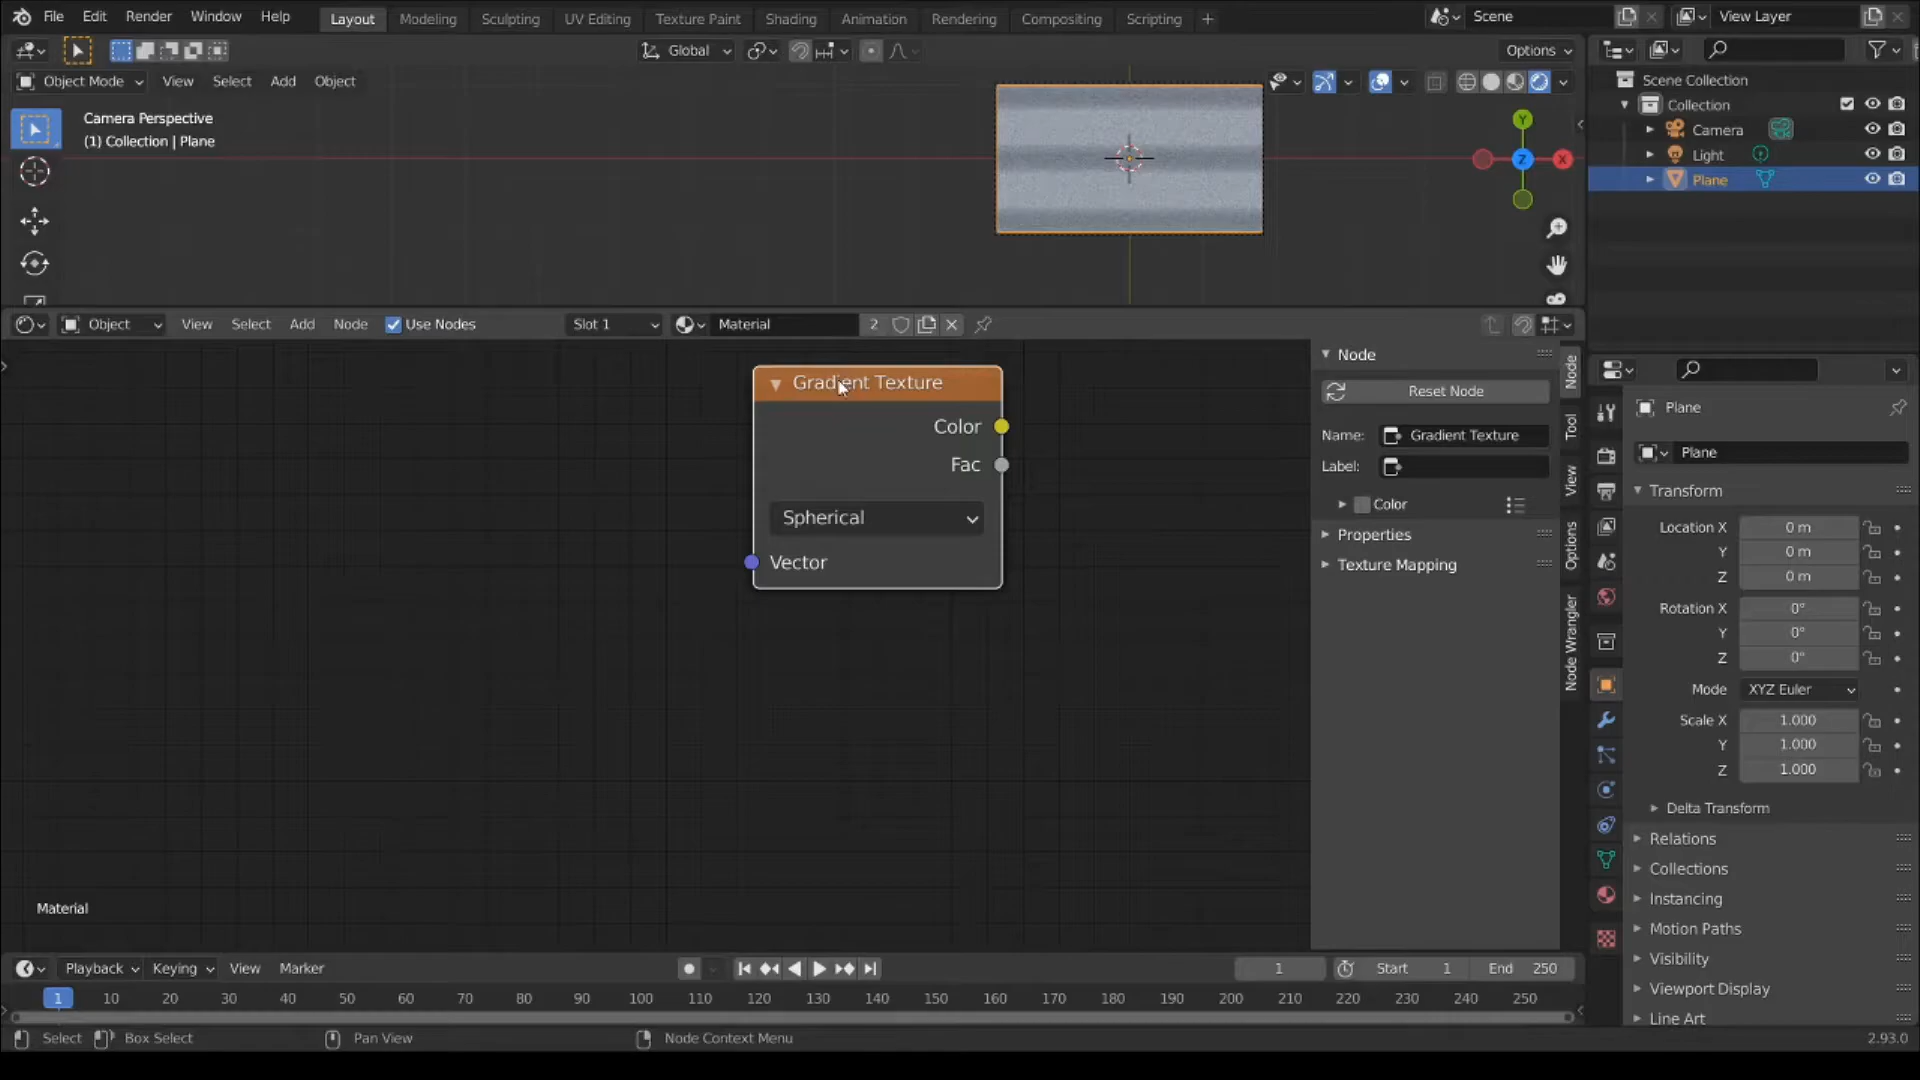 File Edit Render Window Help Layout Modeling Sculpting UV Editing Texture Paint Shading Animation Rendering Compositing Scripting + Scene View Layer
Global Options
Object Mode View Select Add Object
Scene Collection
Collection
Camera
Light
Plane
Camera Perspective
(1) Collection | Plane
Y
Z
X
Object View Select Add Node Use Nodes Slot 1 Material 2
Gradient Texture
Color
Fac
Spherical
Vector
Material
Node
Reset Node
Name: Gradient Texture
Label:
Color
Properties
Texture Mapping
Node
Tool
View
Options
Node Wrangler
Plane
Plane
Transform
Location X 0 m
Y 0 m
Z 0 m
Rotation X 0°
Y 0°
Z 0°
Mode XYZ Euler
Scale X 1.000
Y 1.000
Z 1.000
Delta Transform
Relations
Collections
Instancing
Motion Paths
Visibility
Viewport Display
Line Art
Playback Keying View Marker 1 Start 1 End 250
1 10 20 30 40 50 60 70 80 90 100 110 120 130 140 150 160 170 180 190 200 210 220 230 240 250
Select Box Select Pan View Node Context Menu 2.93.0